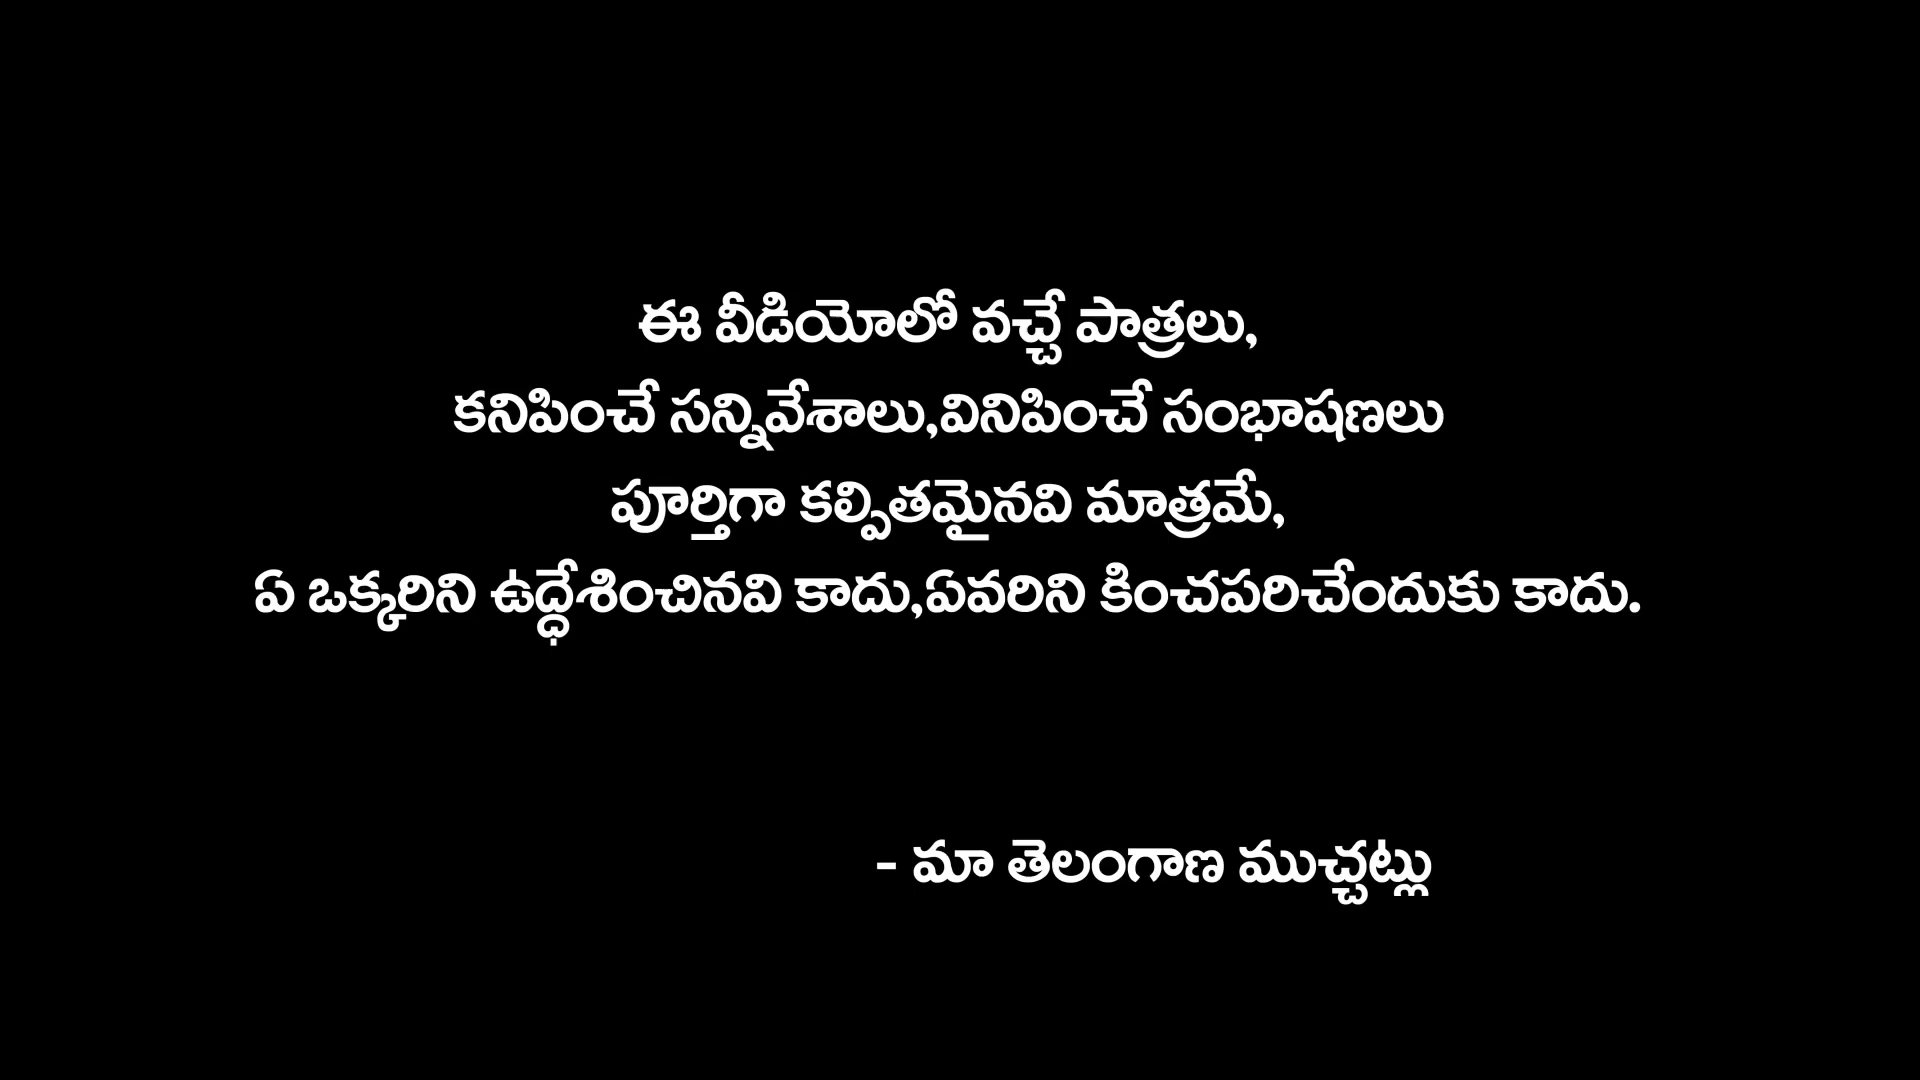 ఈ వీడియోలో వచ్చే పాత్రలు,
కనిపించే సన్నివేశాలు,వినిపించే సంభాషణలు
పూర్తిగా కల్పితమైనవి మాత్రమే,
ఏ ఒక్కరిని ఉద్ధేశించినవి కాదు,ఏవరిని కించపరిచేందుకు కాదు.
- మా తెలంగాణ ముచ్చట్లు